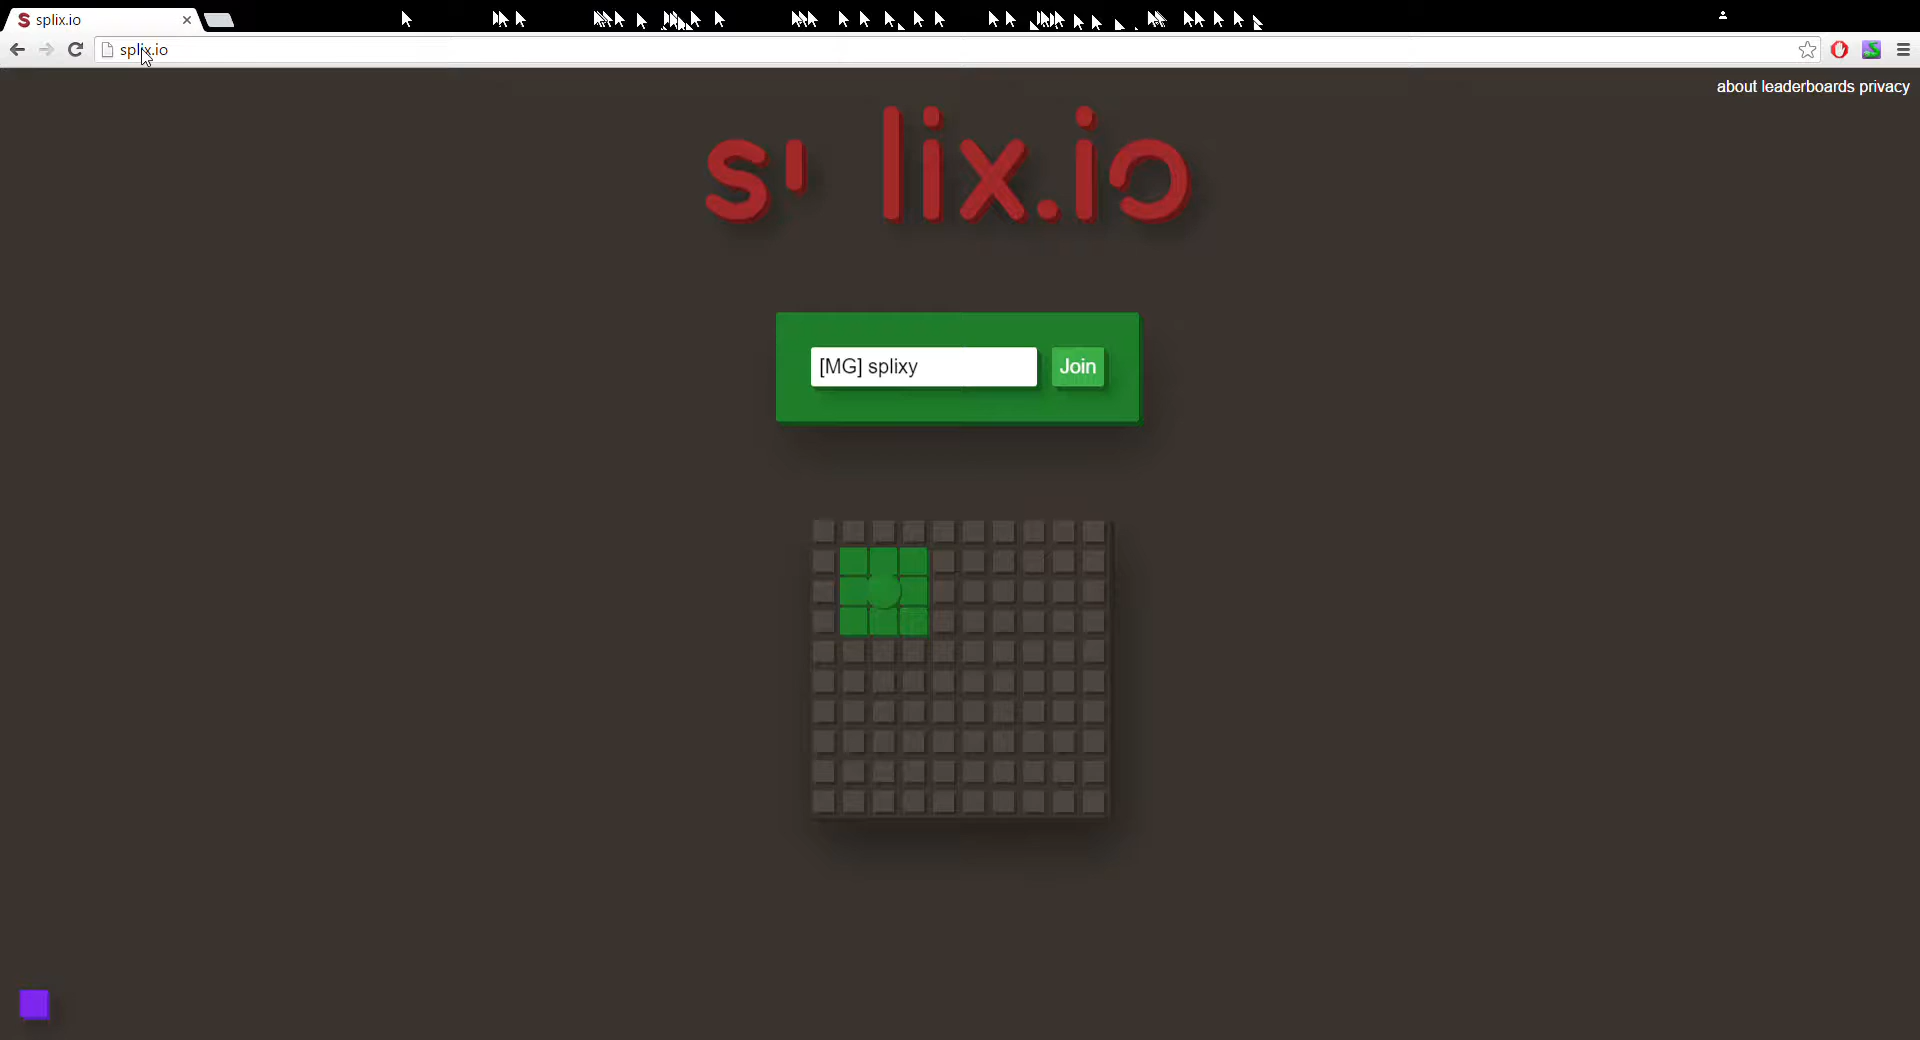 splix.io
splix.io
about leaderboards privacy
s' lix.io
[MG] splixy
Join